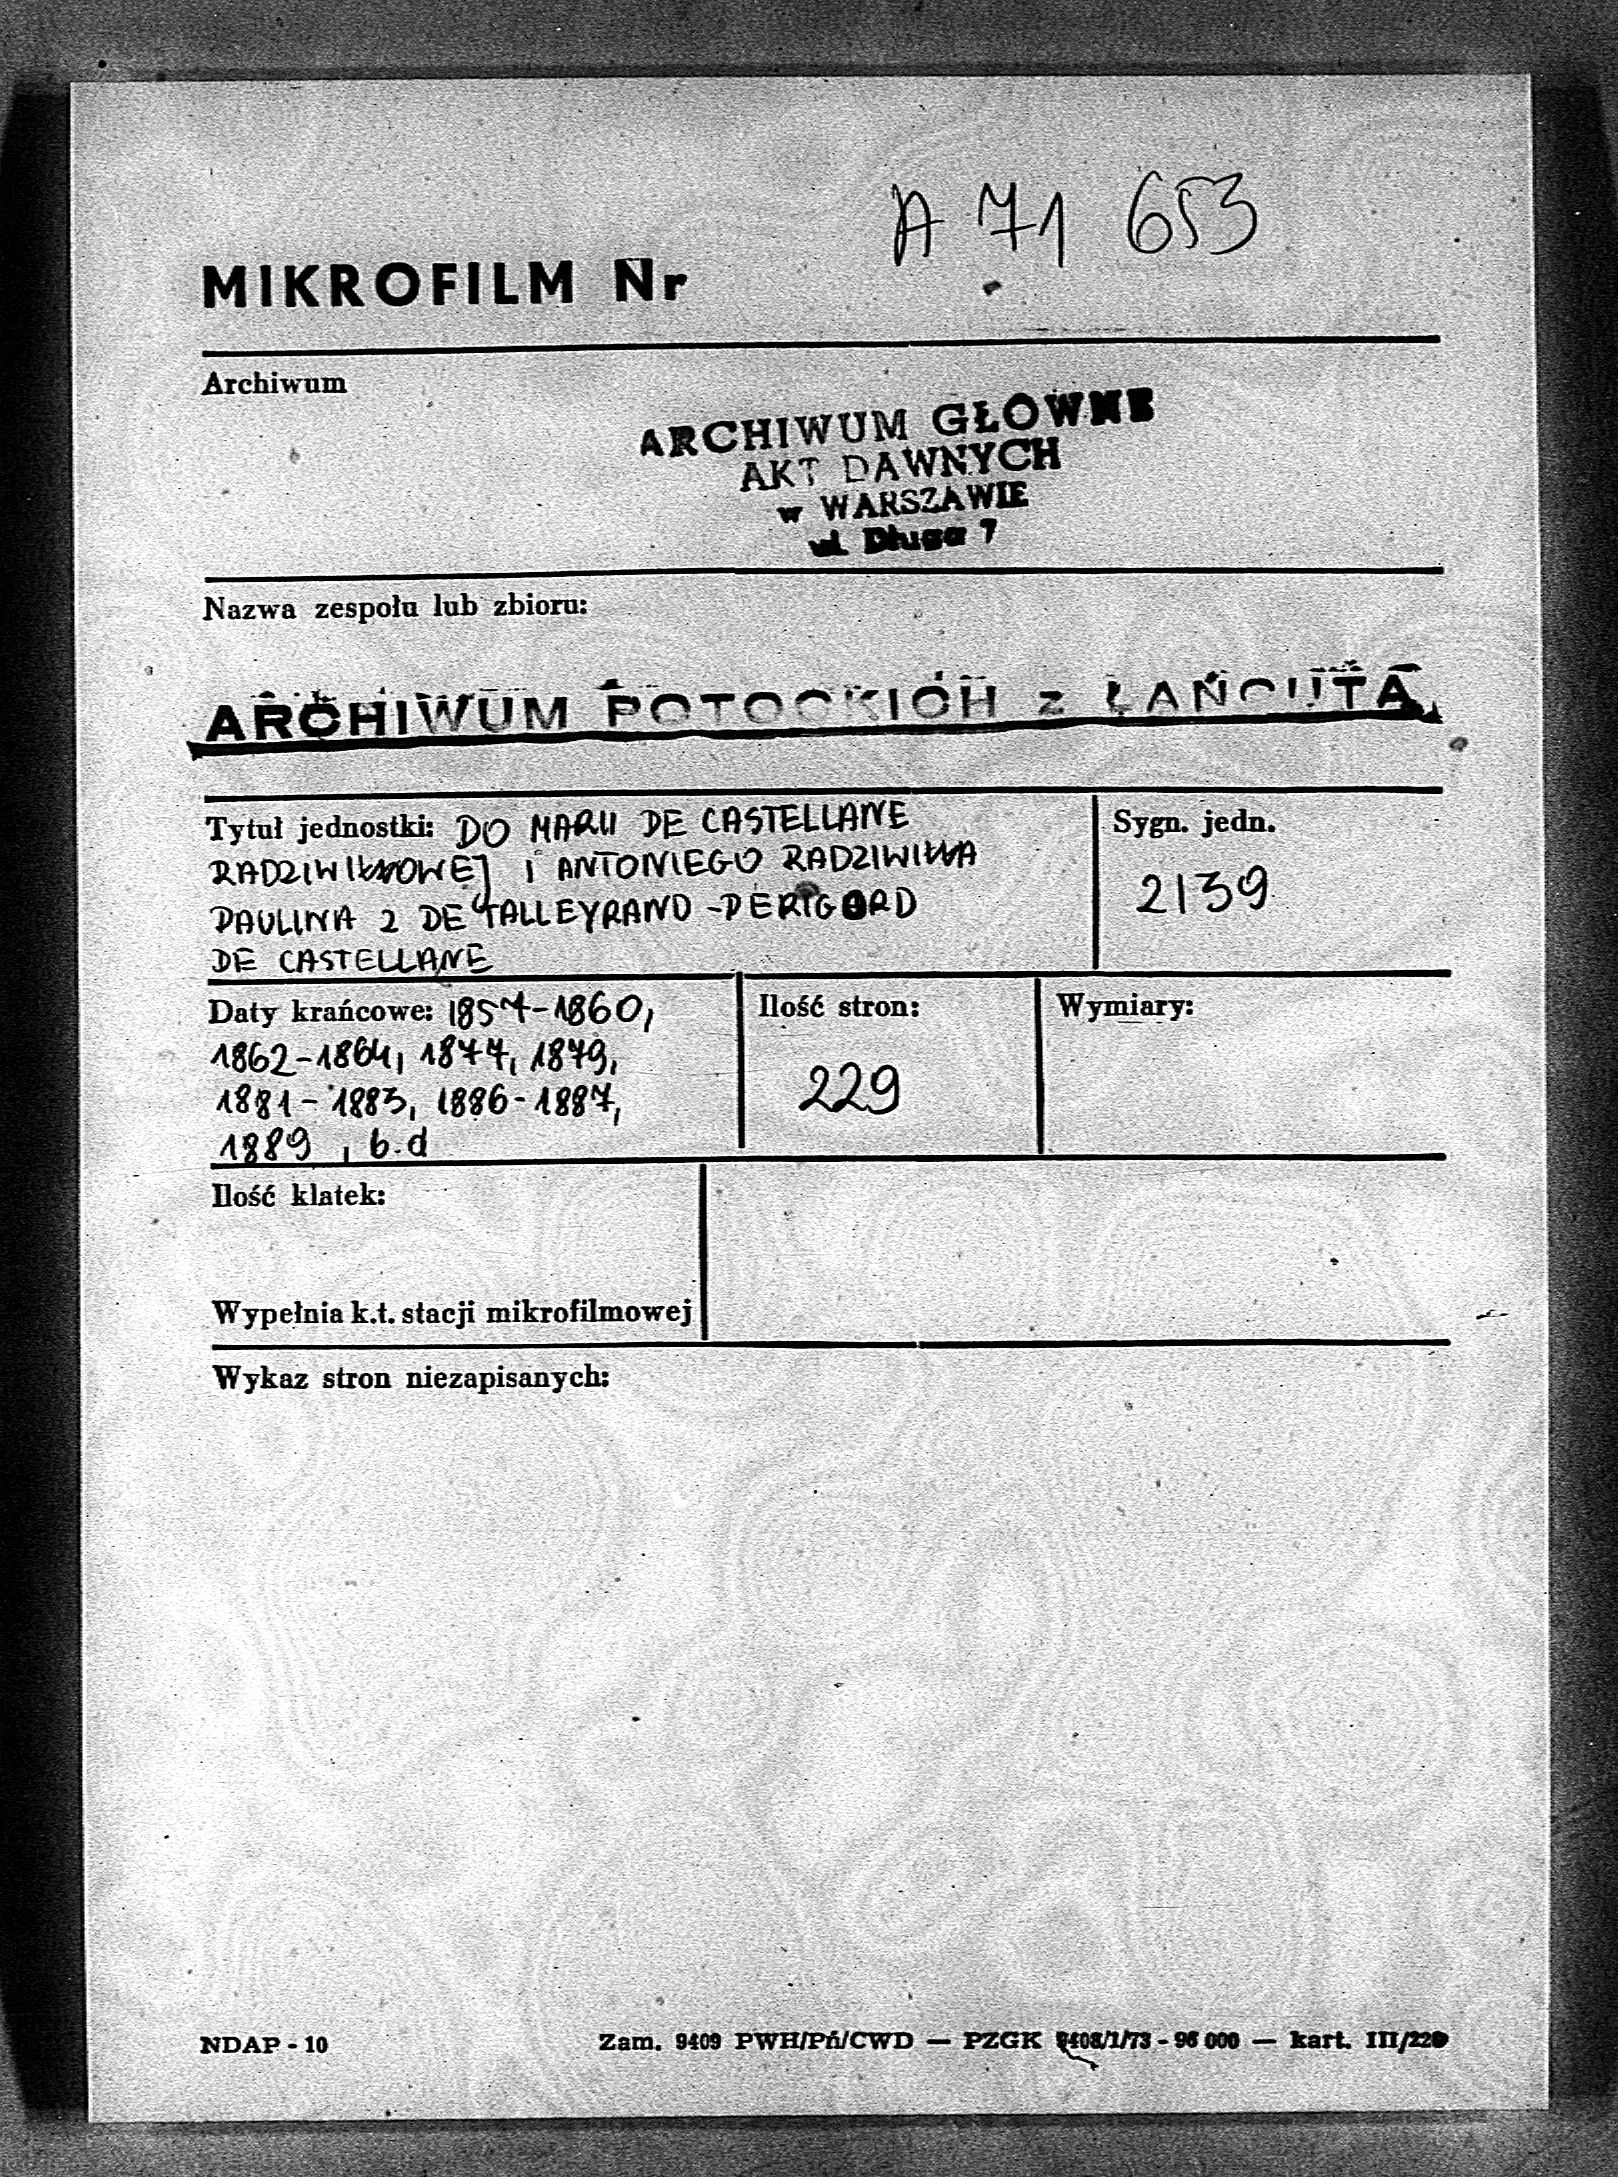 A 71 653
MIKROFILM Nr
Archiwum
ARCHIWUM GŁÓWNE
AKT DAWNYCH
w WARSZAWIE
ul. Długa 7
Nazwa zespołu lub zbioru:
ARCHIWUM POTOCKICH z ŁAŃCUTA
Tytuł jednostki: DO MARII DE CASTELLANE
RADZIWIŁŁOWEJ I ANTONIEGO RADZIWIŁŁA
PAULINA Z DE TALLEYRAND-PERIGORD
DE CASTELLANE
Sygn. jedn.
2139
Daty krańcowe: 1857-1860,
1862-1864, 1877, 1879,
1881-1883, 1886-1887,
1889, b.d
Ilość stron:
229
Wymiary:
Ilość klatek:
Wypełnia k.t. stacji mikrofilmowej
Wykaz stron niezapisanych:
NDAP - 10
Zam. 9409 PWH/Pń/CWD — PZGK 9408/1/73 - 96 000 — kart. III/220